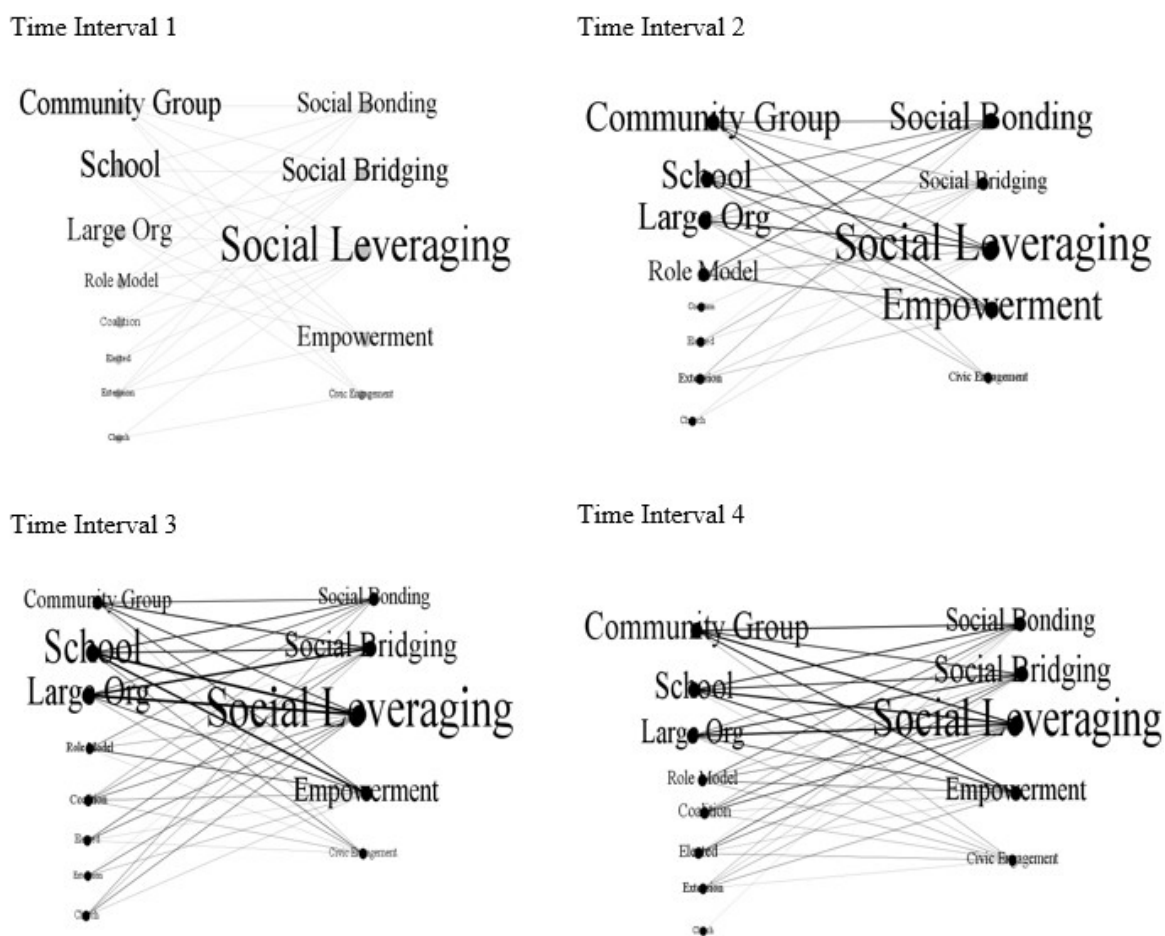 Time Interval 1
Community Group
Social Bonding
School
Social Bridging
Large Org
Social Leveraging
Role Model
Coalition
Empowerment
Elected
Extension
Civic Engagement
Church
Time Interval 2
Community Group
Social Bonding
School
Social Bridging
Large Org
Social Leveraging
Role Model
Coalition
Empowerment
Elected
Extension
Civic Engagement
Church
Time Interval 3
Community Group
Social Bonding
School
Social Bridging
Large Org
Social Leveraging
Role Model
Coalition
Empowerment
Elected
Civic Engagement
Extension
Church
Time Interval 4
Community Group
Social Bonding
School
Social Bridging
Large Org
Social Leveraging
Role Model
Coalition
Empowerment
Elected
Civic Engagement
Extension
Church